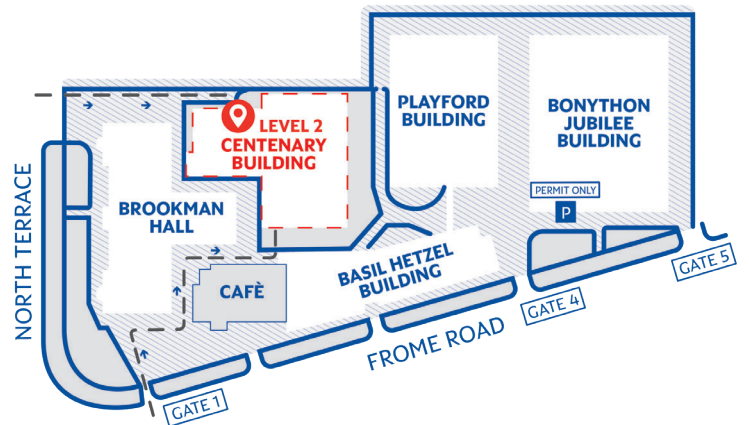 PLAYFORD
BUILDING
BONYTHON
JUBILEE
BUILDING
LEVEL 2
CENTENARY
BUILDING
PERMIT ONLY
P
BROOKMAN
HALL
NORTH TERRACE
BASIL HETZEL
BUILDING
CAFÈ
GATE 5
GATE 4
FROME ROAD
GATE 1